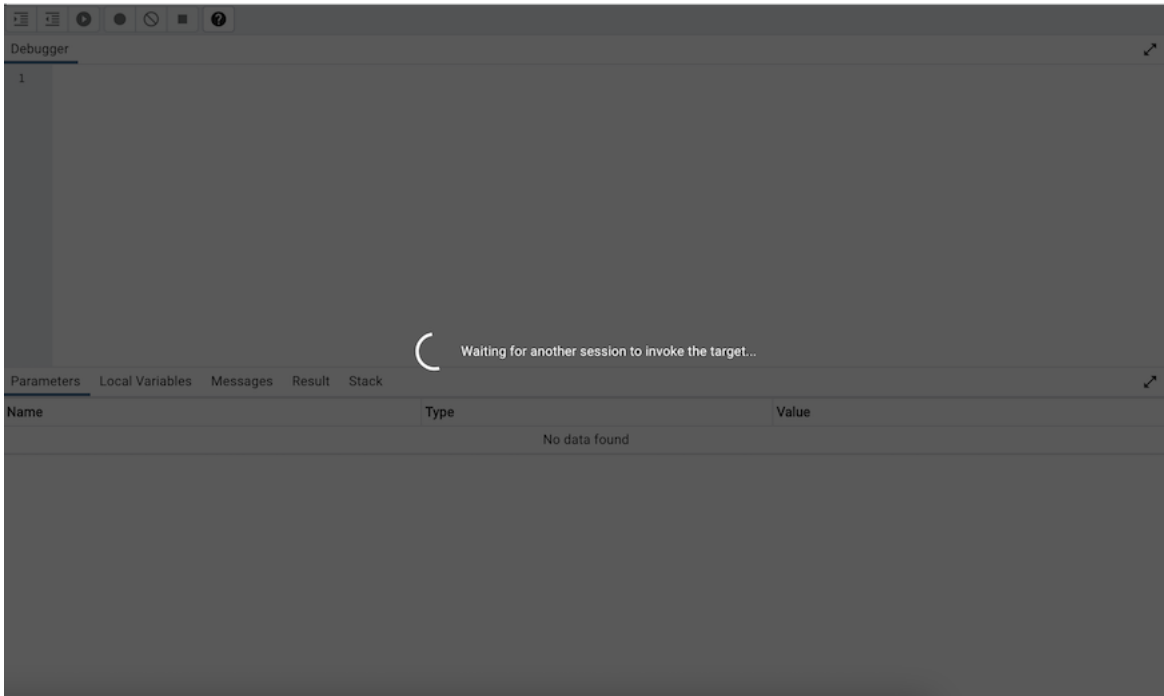 ?
Debugger
1
Waiting for another session to invoke the target...
Parameters Local Variables Messages Result Stack
Name Type Value
No data found